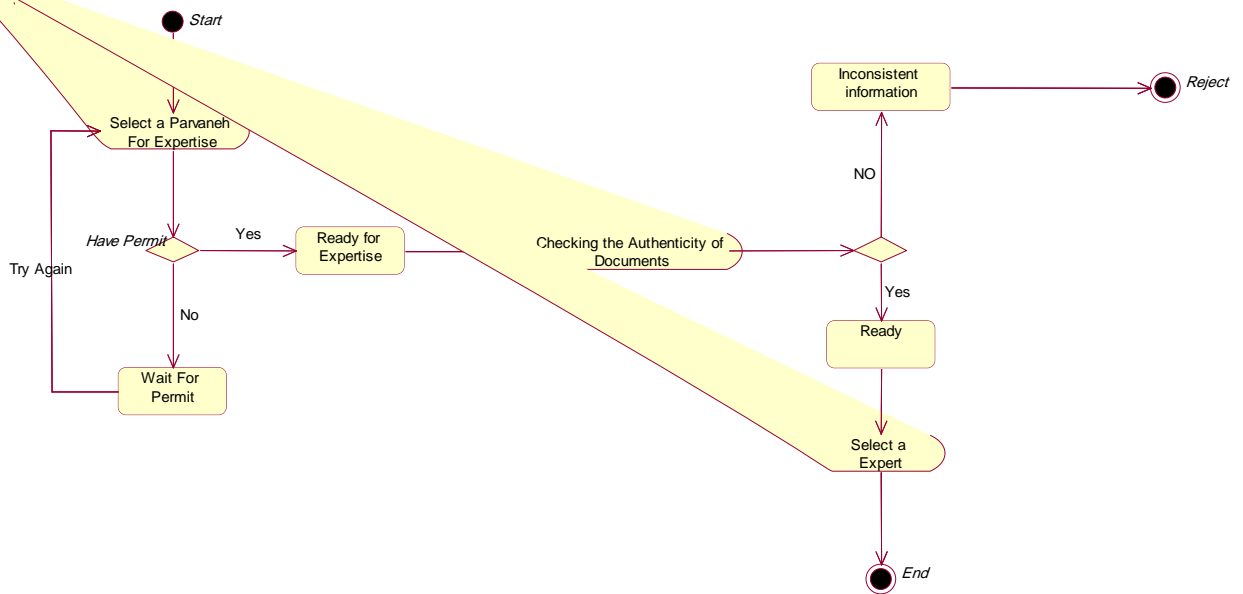 Start
Select a Parvaneh
For Expertise
Have Permit
Yes
Try Again
No
Wait For
Permit
Ready for
Expertise
Checking the Authenticity of
Documents
NO
Inconsistent
information
Reject
Yes
Ready
Select a
Expert
End